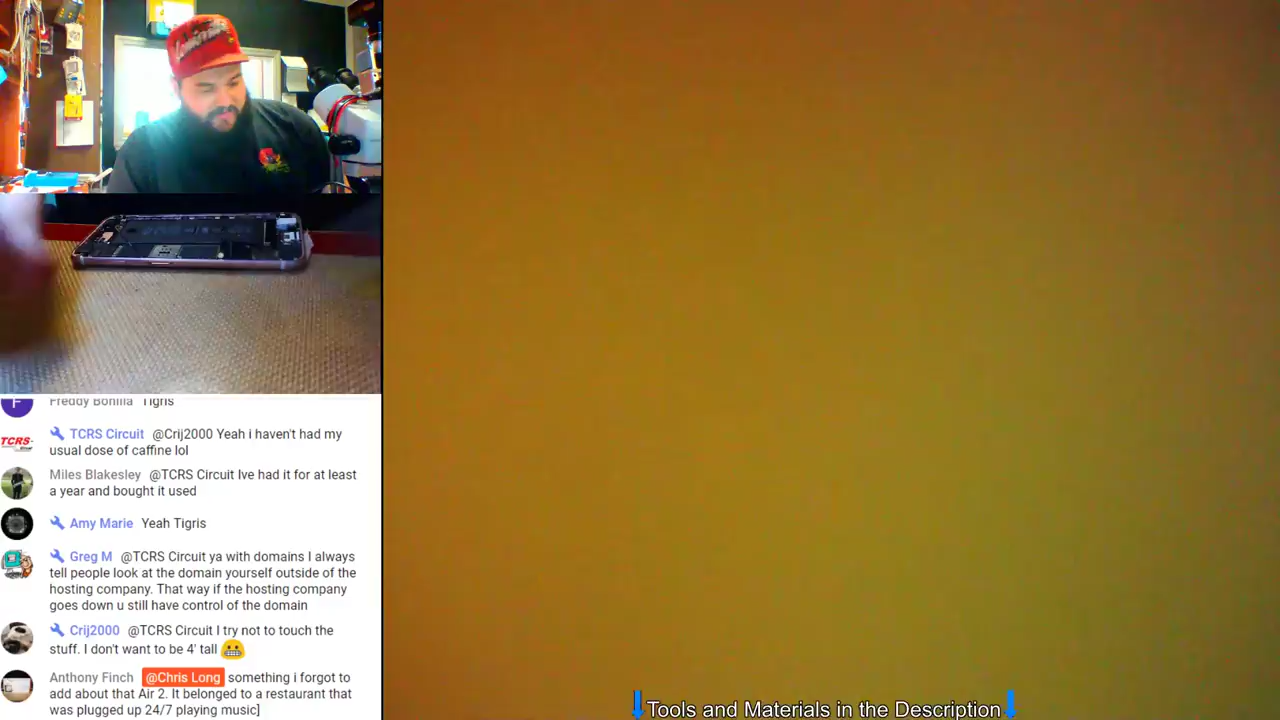 Freddy Bonilla Tigris
TCRS Circuit @Crij2000 Yeah i haven't had my
usual dose of caffine lol
Miles Blakesley @TCRS Circuit Ive had it for at least
a year and bought it used
Amy Marie Yeah Tigris
Greg M @TCRS Circuit ya with domains I always
tell people look at the domain yourself outside of the
hosting company. That way if the hosting company
goes down u still have control of the domain
Crij2000 @TCRS Circuit I try not to touch the
stuff. I don't want to be 4' tall 😬
Anthony Finch @Chris Long something i forgot to
add about that Air 2. It belonged to a restaurant that
was plugged up 24/7 playing music]
F
TCRS
Tools and Materials in the Description